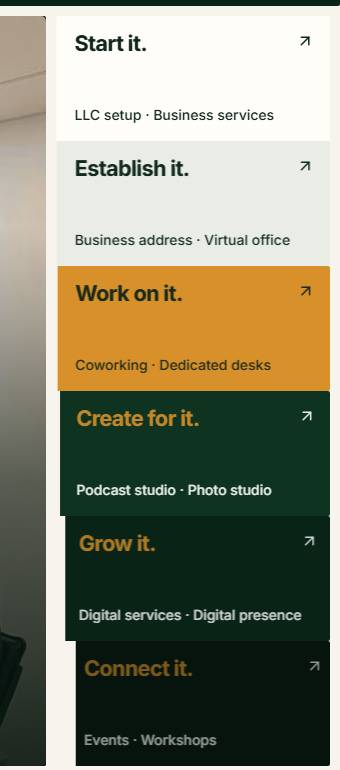 Start it.
LLC setup · Business services
Establish it.
Business address · Virtual office
Work on it.
Coworking · Dedicated desks
Create for it.
Podcast studio · Photo studio
Grow it.
Digital services · Digital presence
Connect it.
Events · Workshops